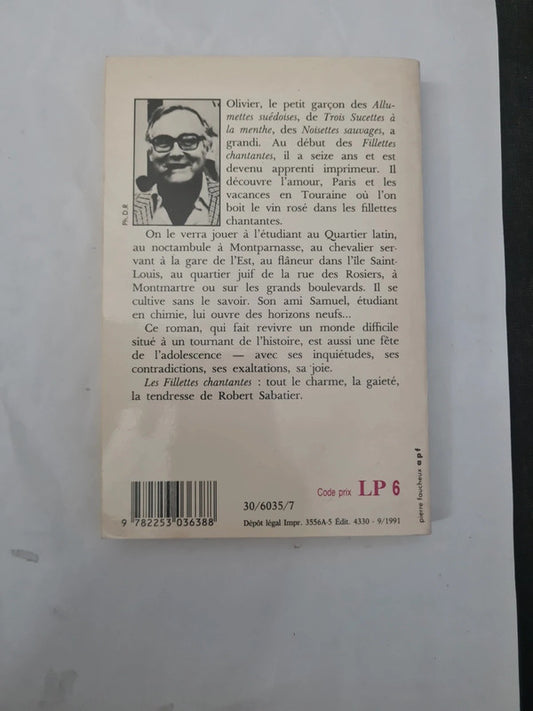 Olivier, le petit garçon des Allu-
mettes suédoises, de Trois Sucettes à
la menthe, des Noisettes sauvages, a
grandi. Au début des Fillettes
chantantes, il a seize ans et est
devenu apprenti imprimeur. Il
découvre l'amour, Paris et les
vacances en Touraine où l'on
boit le vin rosé dans les fillettes
chantantes.
Ph. D.R
On le verra jouer à l'étudiant au Quartier latin,
au noctambule à Montparnasse, au chevalier ser-
vant à la gare de l'Est, au flâneur dans l'île Saint-
Louis, au quartier juif de la rue des Rosiers, à
Montmartre ou sur les grands boulevards. Il se
cultive sans le savoir. Son ami Samuel, étudiant
en chimie, lui ouvre des horizons neufs...
Ce roman, qui fait revivre un monde difficile
situé à un tournant de l'histoire, est aussi une fête
de l'adolescence — avec ses inquiétudes, ses
contradictions, ses exaltations, sa joie.
Les Fillettes chantantes : tout le charme, la gaieté,
la tendresse de Robert Sabatier.
pierre faucheux apf
Code prix LP 6
30/6035/7
9 782253 036388
Dépôt légal Impr. 3556A-5 Édit. 4330 - 9/1991